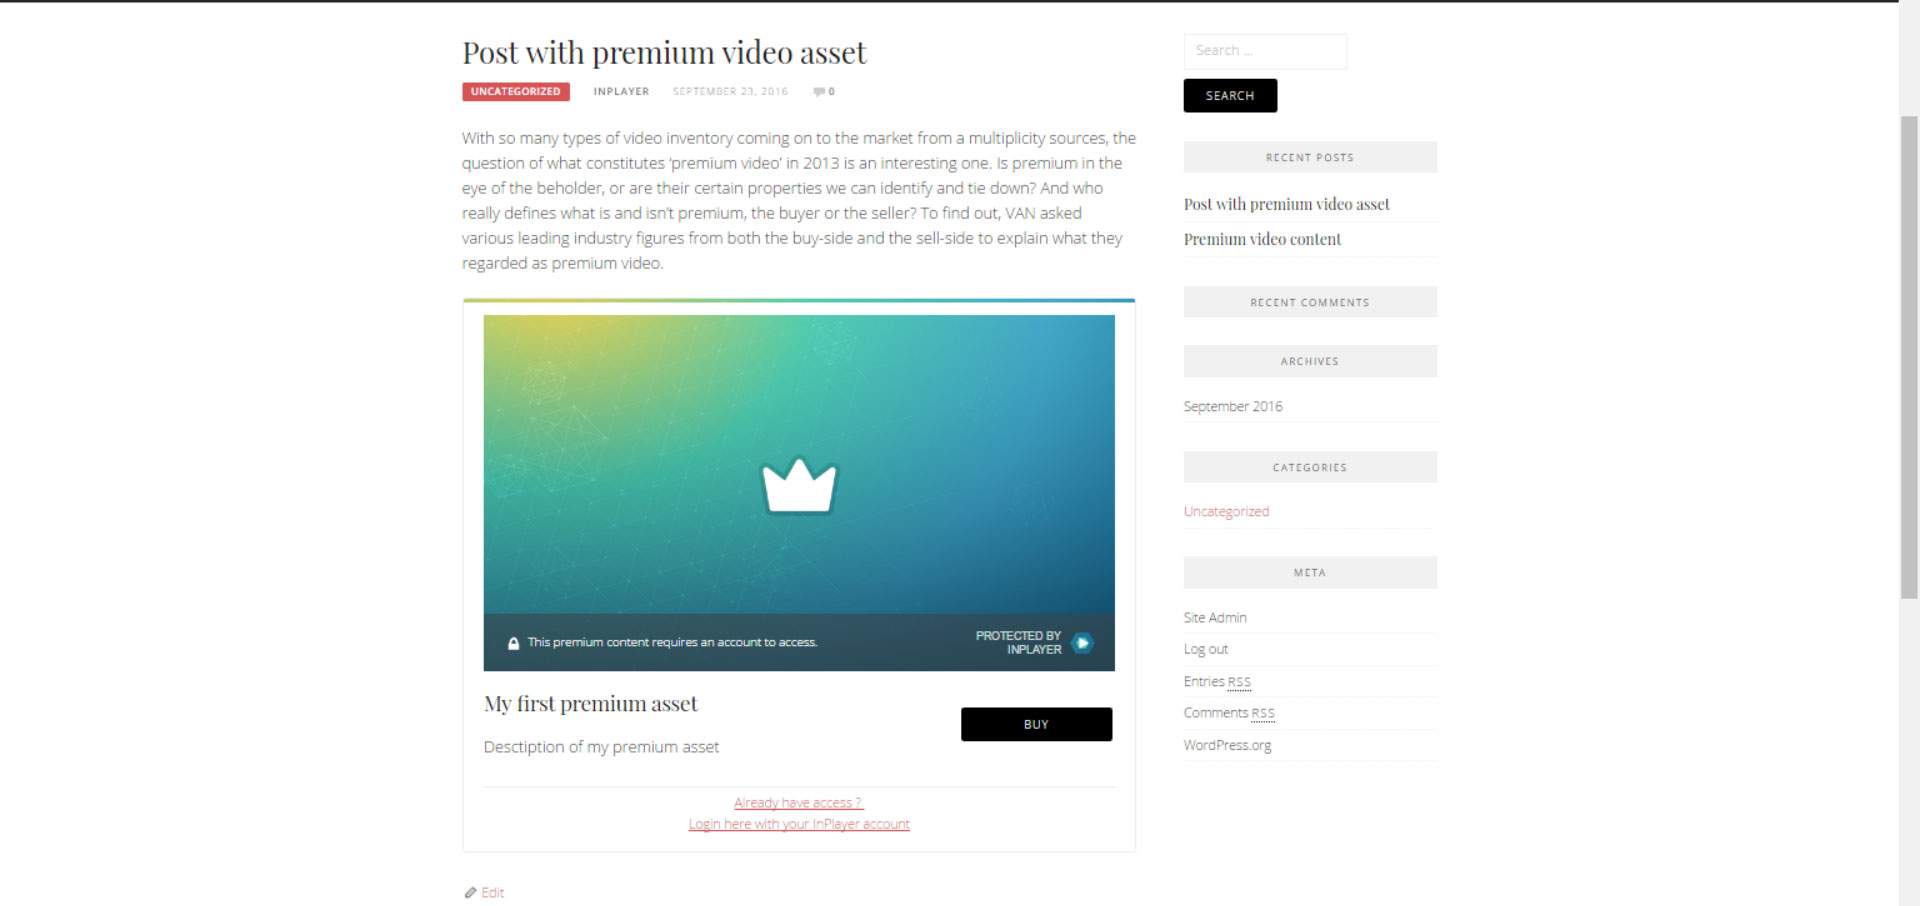 Post with premium video asset
UNCATEGORIZED INPLAYER SEPTEMBER 23, 2016 0
With so many types of video inventory coming on to the market from a multiplicity sources, the
question of what constitutes ‘premium video’ in 2013 is an interesting one. Is premium in the
eye of the beholder, or are their certain properties we can identify and tie down? And who
really defines what is and isn’t premium, the buyer or the seller? To find out, VAN asked
various leading industry figures from both the buy-side and the sell-side to explain what they
regarded as premium video.
This premium content requires an account to access.
PROTECTED BY
INPLAYER
My first premium asset
BUY
Desctiption of my premium asset
Already have access ?
Login here with your InPlayer account
Edit
Search ...
SEARCH
RECENT POSTS
Post with premium video asset
Premium video content
RECENT COMMENTS
ARCHIVES
September 2016
CATEGORIES
Uncategorized
META
Site Admin
Log out
Entries RSS
Comments RSS
WordPress.org